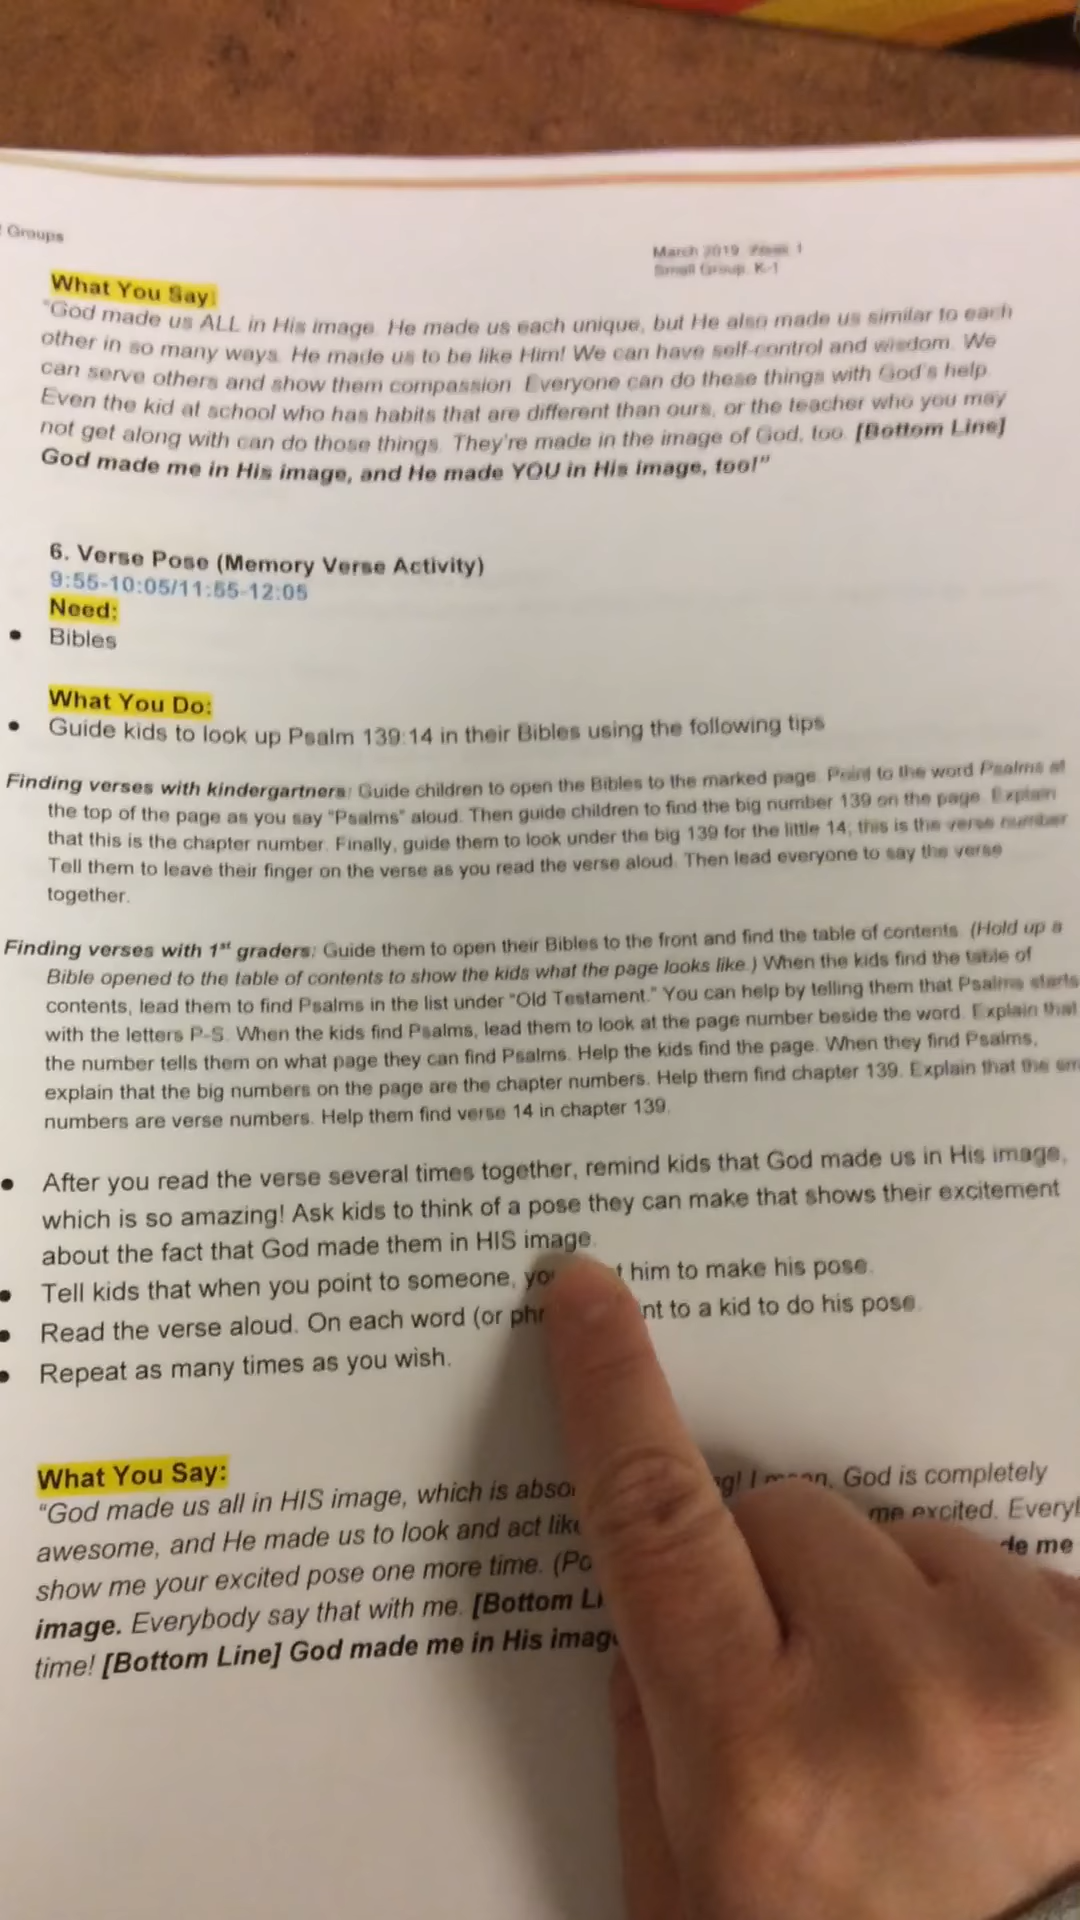 Groups
March 2019 Week 1
Small Group, K-1
What You Say:
"God made us ALL in His image. He made us each unique, but He also made us similar to each
other in so many ways. He made us to be like Him! We can have self-control and wisdom. We
can serve others and show them compassion. Everyone can do these things with God's help.
Even the kid at school who has habits that are different than ours, or the teacher who you may
not get along with can do those things. They're made in the image of God, too. [Bottom Line]
God made me in His image, and He made YOU in His image, too!"
6. Verse Pose (Memory Verse Activity)
9:55-10:05/11:55-12:05
Need:
• Bibles
What You Do:
• Guide kids to look up Psalm 139:14 in their Bibles using the following tips
Finding verses with kindergartners: Guide children to open the Bibles to the marked page. Point to the word Psalms at
the top of the page as you say "Psalms" aloud. Then guide children to find the big number 139 on the page. Explain
that this is the chapter number. Finally, guide them to look under the big 139 for the little 14; this is the verse number
Tell them to leave their finger on the verse as you read the verse aloud. Then lead everyone to say the verse
together.
Finding verses with 1st graders: Guide them to open their Bibles to the front and find the table of contents. (Hold up a
Bible opened to the table of contents to show the kids what the page looks like.) When the kids find the table of
contents, lead them to find Psalms in the list under "Old Testament." You can help by telling them that Psalms starts
with the letters P-S. When the kids find Psalms, lead them to look at the page number beside the word. Explain that
the number tells them on what page they can find Psalms. Help the kids find the page. When they find Psalms,
explain that the big numbers on the page are the chapter numbers. Help them find chapter 139. Explain that the
numbers are verse numbers. Help them find verse 14 in chapter 139.
• After you read the verse several times together, remind kids that God made us in His image,
which is so amazing! Ask kids to think of a pose they can make that shows their excitement
about the fact that God made them in HIS image.
• Tell kids that when you point to someone, him to make his pose.
• Read the verse aloud. On each word (or to a kid to do his pose.
• Repeat as many times as you wish.
What You Say:
"God made us all in HIS image, which is I mean, God is completely
awesome, and He made us to look and act me excited.
show me your excited pose one more time. me
image. Everybody say that with me. [Bottom
time! [Bottom Line] God made me in His